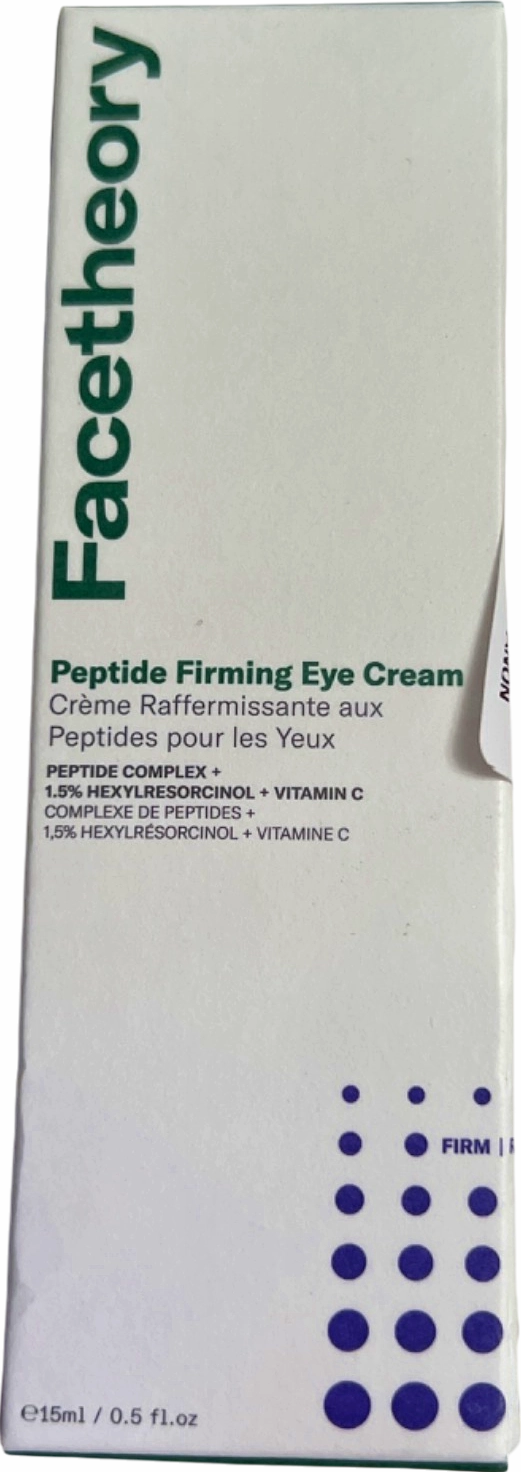 Facetheory
Peptide Firming Eye Cream
Crème Raffermissante aux
Peptides pour les Yeux
PEPTIDE COMPLEX +
1.5% HEXYLRESORCINOL + VITAMIN C
COMPLEXE DE PEPTIDES +
1,5% HEXYLRÉSORCINOL + VITAMINE C
FIRM |
℮15ml / 0.5 fl.oz